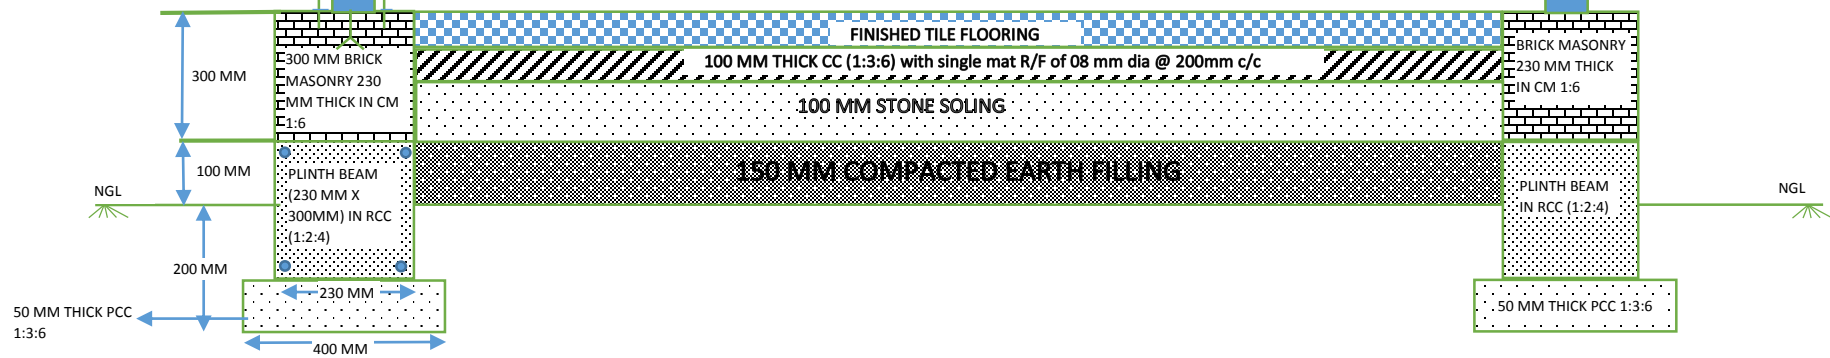 FINISHED TILE FLOORING
300 MM
300 MM BRICK
MASONRY 230
MM THICK IN CM
1:6
100 MM THICK CC (1:3:6) with single mat R/F of 08 mm dia @ 200mm c/c
BRICK MASONRY
230 MM THICK
IN CM 1:6
100 MM STONE SOLING
100 MM
150 MM COMPACTED EARTH FILLING
NGL
PLINTH BEAM
(230 MM X
300MM) IN RCC
(1:2:4)
PLINTH BEAM
IN RCC (1:2:4)
NGL
200 MM
230 MM
50 MM THICK PCC
1:3:6
50 MM THICK PCC 1:3:6
400 MM